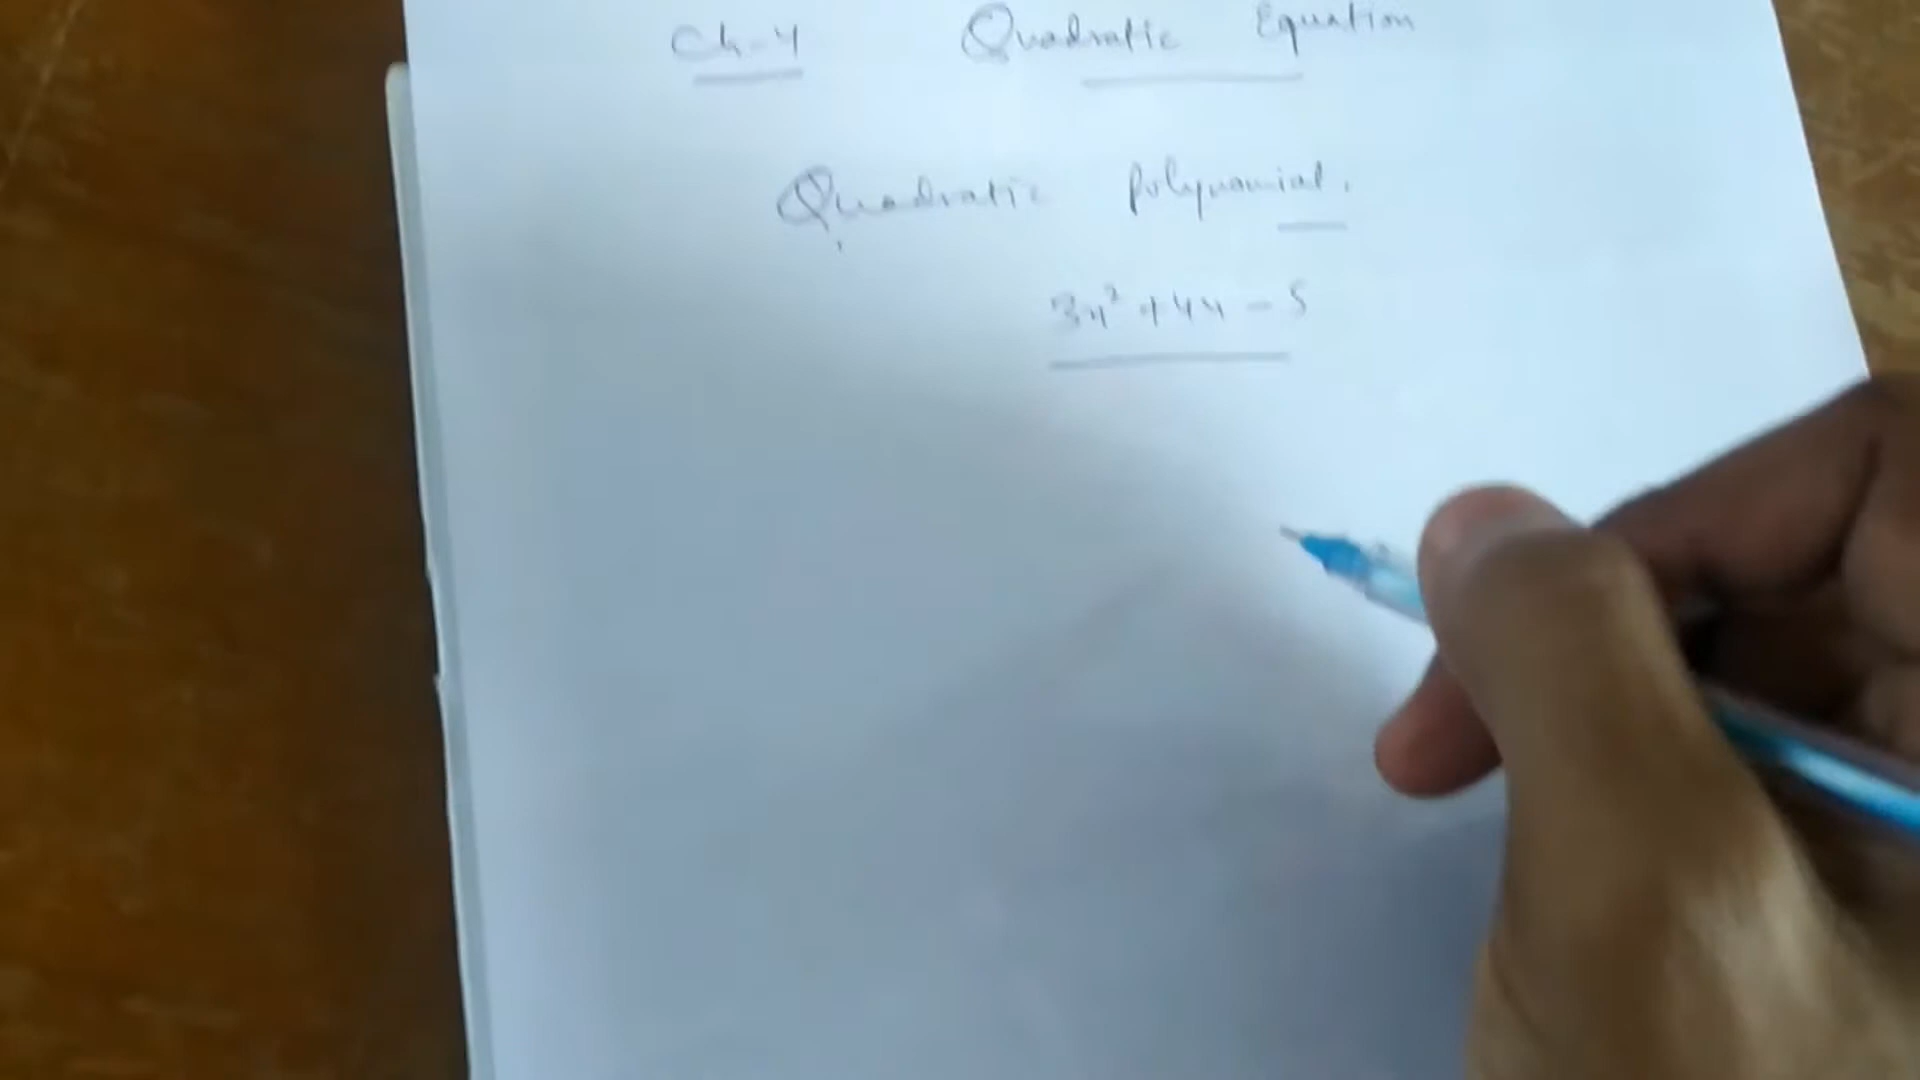 Ch-4 Quadratic Equation
Quadratic Polynomial.
3x² + 4x - 5